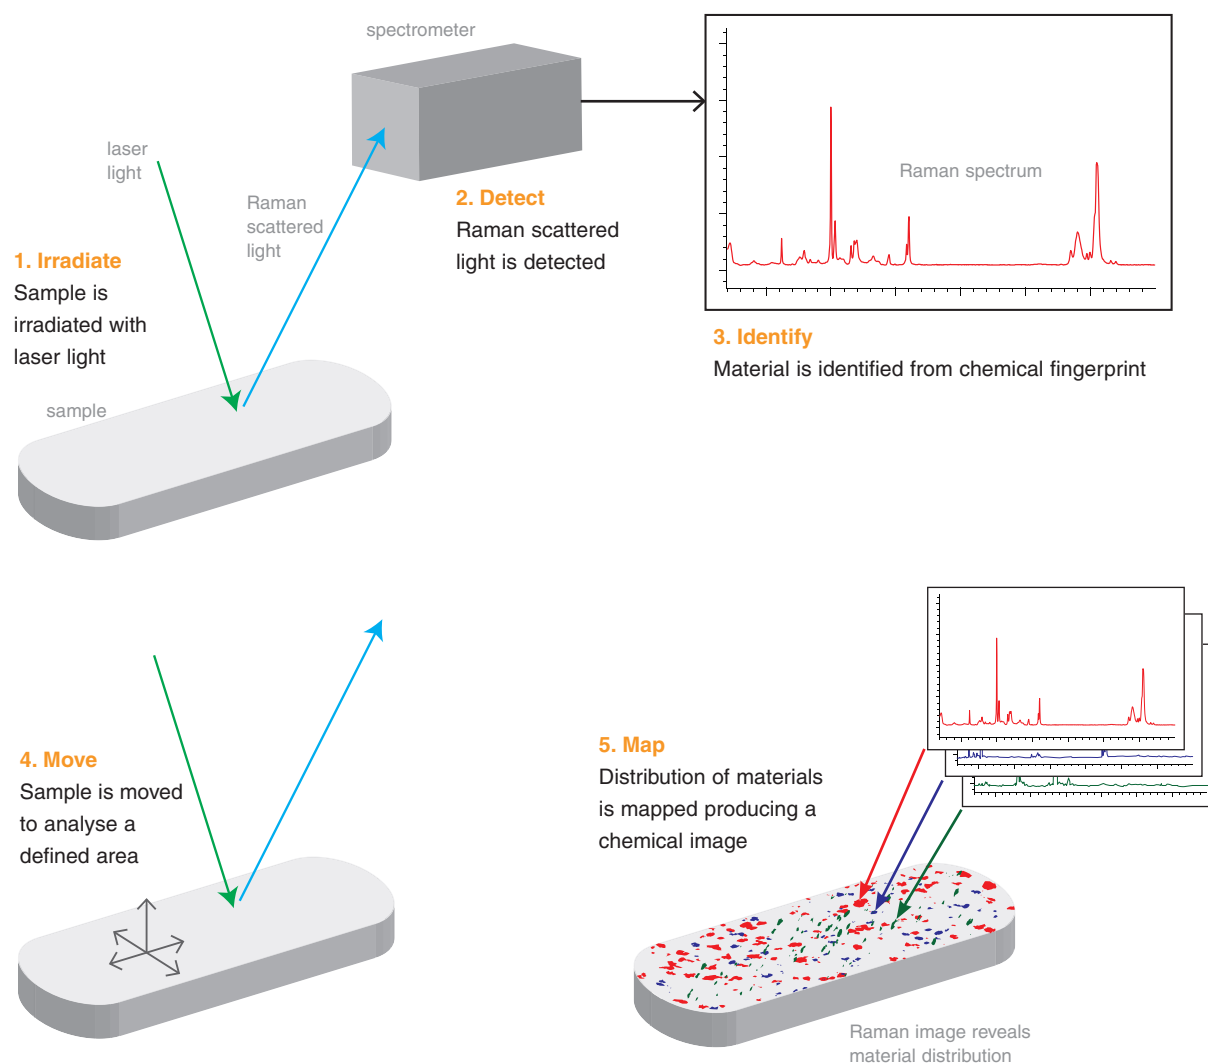 spectrometer
laser
light
Raman
scattered
light
Raman spectrum
1. Irradiate
Sample is
irradiated with
laser light
2. Detect
Raman scattered
light is detected
3. Identify
Material is identified from chemical fingerprint
sample
4. Move
Sample is moved
to analyse a
defined area
5. Map
Distribution of materials
is mapped producing a
chemical image
Raman image reveals
material distribution